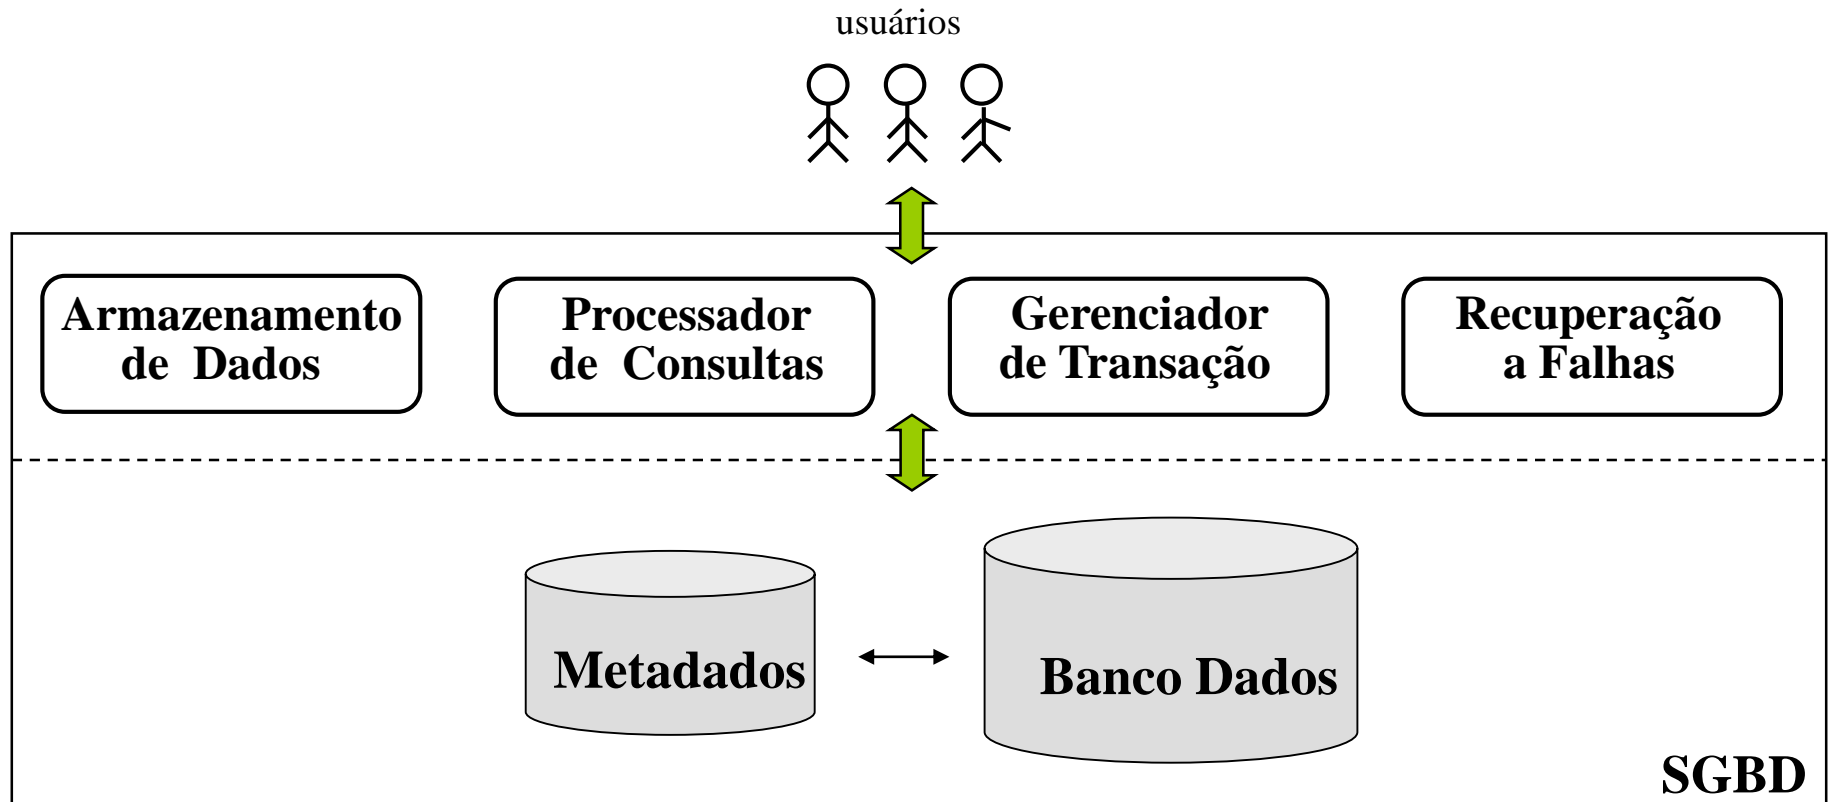 usuários
Armazenamento
de Dados
Processador
de Consultas
Gerenciador
de Transação
Recuperação
a Falhas
Metadados
Banco Dados
SGBD